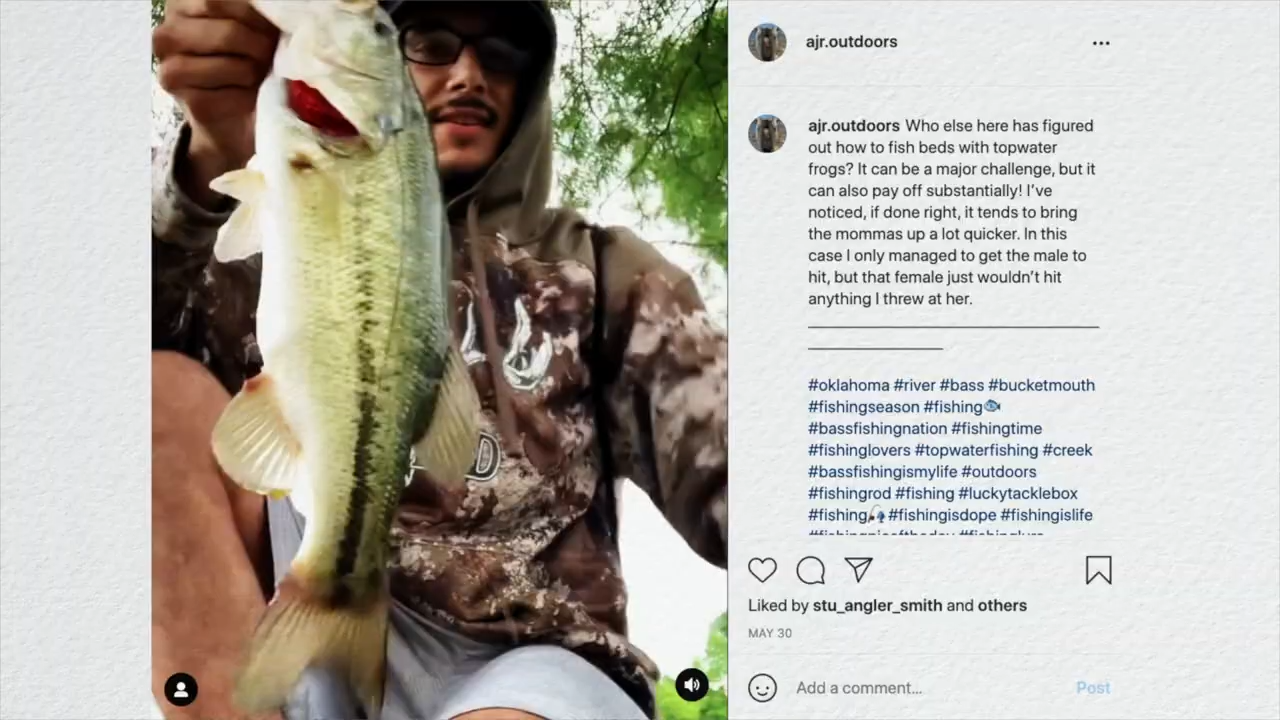 ajr.outdoors
ajr.outdoors Who else here has figured
out how to fish beds with topwater
frogs? It can be a major challenge, but it
can also pay off substantially! I've
noticed, if done right, it tends to bring
the mommas up a lot quicker. In this
case I only managed to get the male to
hit, but that female just wouldn't hit
anything I threw at her.
#oklahoma #river #bass #bucketmouth
#fishingseason #fishing🐟
#bassfishingnation #fishingtime
#fishinglovers #topwaterfishing #creek
#bassfishingismylife #outdoors
#fishingrod #fishing #luckytacklebox
#fishing🎣 #fishingisdope #fishingislife
Liked by stu_angler_smith and others
MAY 30
Add a comment... Post